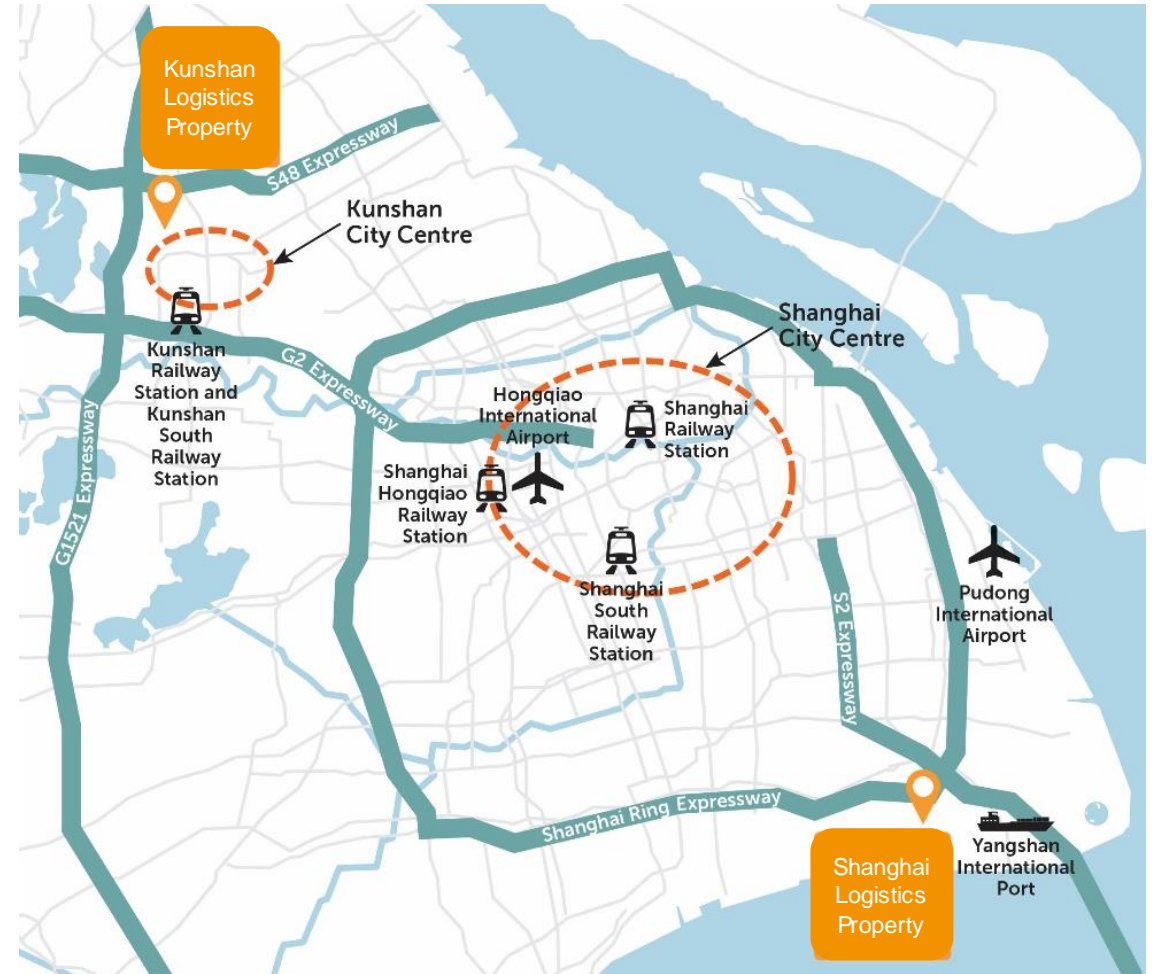 Kunshan
Logistics
Property
S48 Expressway
Kunshan
City Centre
Shanghai
City Centre
Kunshan
Railway
Station and
Kunshan
South
Railway
Station
G2 Expressway
Hongqiao
International
Airport
Shanghai
Railway
Station
Shanghai
Hongqiao
Railway
Station
G1521 Expressway
Shanghai
South
Railway
Station
Pudong
International
Airport
S2 Expressway
Shanghai Ring Expressway
Yangshan
International
Port
Shanghai
Logistics
Property